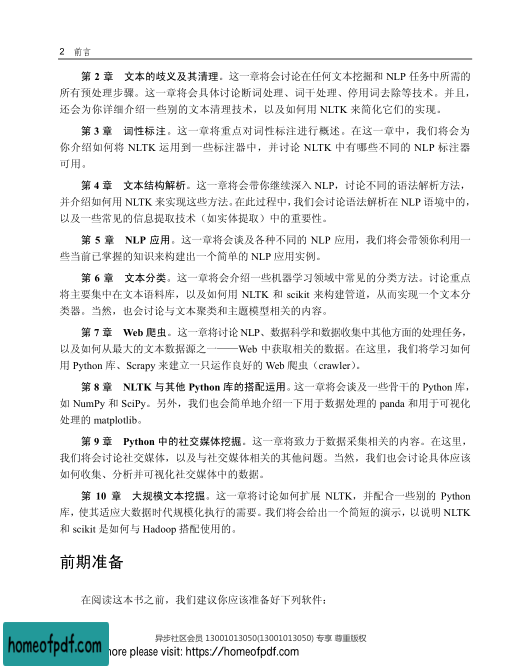 2 前言
第 2 章 文本的歧义及其清理。这一章将会讨论在任何文本挖掘和 NLP 任务中所需的
所有预处理步骤。这一章将会具体讨论断词处理、词干处理、停用词去除等技术。并且，
还会为你详细介绍一些别的文本清理技术，以及如何用 NLTK 来简化它们的实现。
第 3 章 词性标注。这一章将重点对词性标注进行概述。在这一章中，我们将会为
你介绍如何将 NLTK 运用到一些标注器中，并讨论 NLTK 中有哪些不同的 NLP 标注器
可用。
第 4 章 文本结构解析。这一章将会带你继续深入 NLP，讨论不同的语法解析方法，
并介绍如何用 NLTK 来实现这些方法。在此过程中，我们会讨论语法解析在 NLP 语境中的，
以及一些常见的信息提取技术（如实体提取）中的重要性。
第 5 章 NLP 应用。这一章将会谈及各种不同的 NLP 应用，我们将会带领你利用一
些当前已掌握的知识来构建出一个简单的 NLP 应用实例。
第 6 章 文本分类。这一章将会介绍一些机器学习领域中常见的分类方法。讨论重点
将主要集中在文本语料库，以及如何用 NLTK 和 scikit 来构建管道，从而实现一个文本分
类器。当然，也会讨论与文本聚类和主题模型相关的内容。
第 7 章 Web 爬虫。这一章将讨论 NLP、数据科学和数据收集中其他方面的处理任务，
以及如何从最大的文本数据源之一——Web 中获取相关的数据。在这里，我们将学习如何
用 Python 库、Scrapy 来建立一只运作良好的 Web 爬虫（crawler）。
第 8 章 NLTK 与其他 Python 库的搭配运用。这一章将会谈及一些骨干的 Python 库，
如 NumPy 和 SciPy。另外，我们也会简单地介绍一下用于数据处理的 panda 和用于可视化
处理的 matplotlib。
第 9 章 Python 中的社交媒体挖掘。这一章将致力于数据采集相关的内容。在这里，
我们将会讨论社交媒体，以及与社交媒体相关的其他问题。当然，我们也会讨论具体应该
如何收集、分析并可视化社交媒体中的数据。
第 10 章 大规模文本挖掘。这一章将讨论如何扩展 NLTK，并配合一些别的 Python
库，使其适应大数据时代规模化执行的需要。我们将会给出一个简短的演示，以说明 NLTK
和 scikit 是如何与 Hadoop 搭配使用的。
前期准备
在阅读这本书之前，我们建议你应该准备好下列软件：
异步社区会员 13001013050(13001013050) 专享 尊重版权
homeofpdf.com
more please visit: https://homeofpdf.com